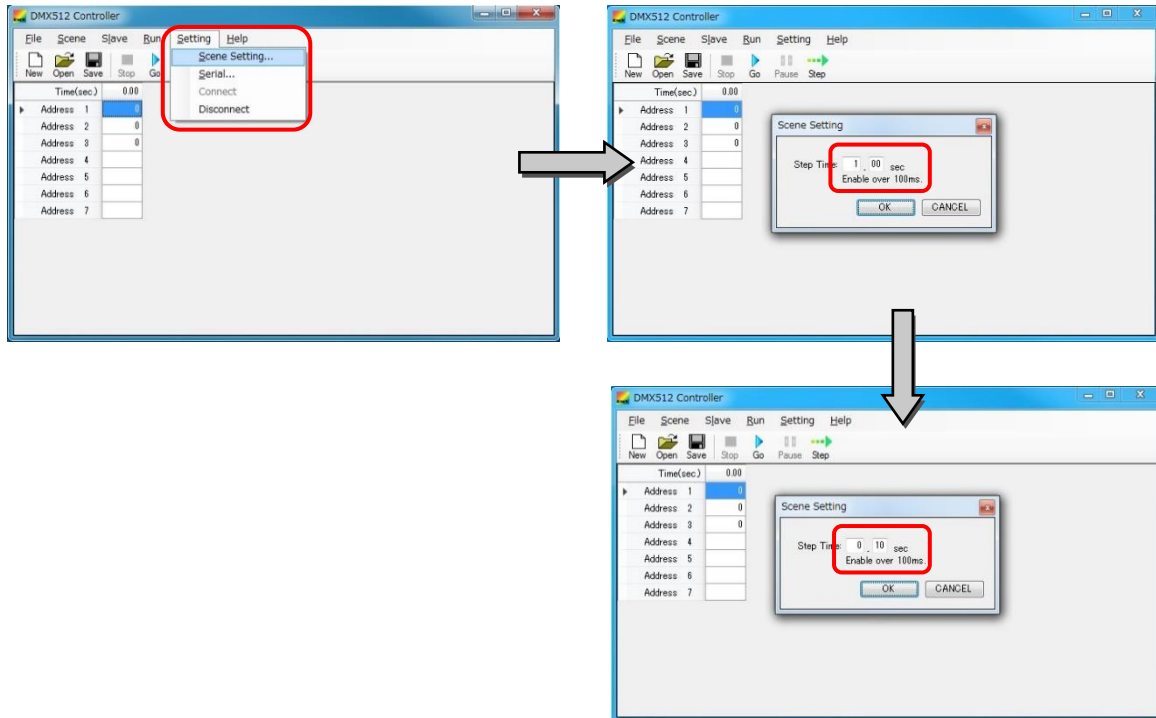 DMX512 Controller
File Scene Slave Run Setting Help
New Open Save Stop Go
Scene Setting...
Serial...
Connect
Disconnect
Time(sec.) 0.00
Address 1 0
Address 2 0
Address 3 0
Address 4
Address 5
Address 6
Address 7
DMX512 Controller
File Scene Slave Run Setting Help
New Open Save Stop Go Pause Step
Time(sec.) 0.00
Address 1 0
Address 2 0
Address 3 0
Address 4
Address 5
Address 6
Address 7
Scene Setting
Step Time: 1 . 00 sec
Enable over 100ms.
OK CANCEL
DMX512 Controller
File Scene Slave Run Setting Help
New Open Save Stop Go Pause Step
Time(sec.) 0.00
Address 1 0
Address 2 0
Address 3 0
Address 4
Address 5
Address 6
Address 7
Scene Setting
Step Time: 0 . 10 sec
Enable over 100ms.
OK CANCEL